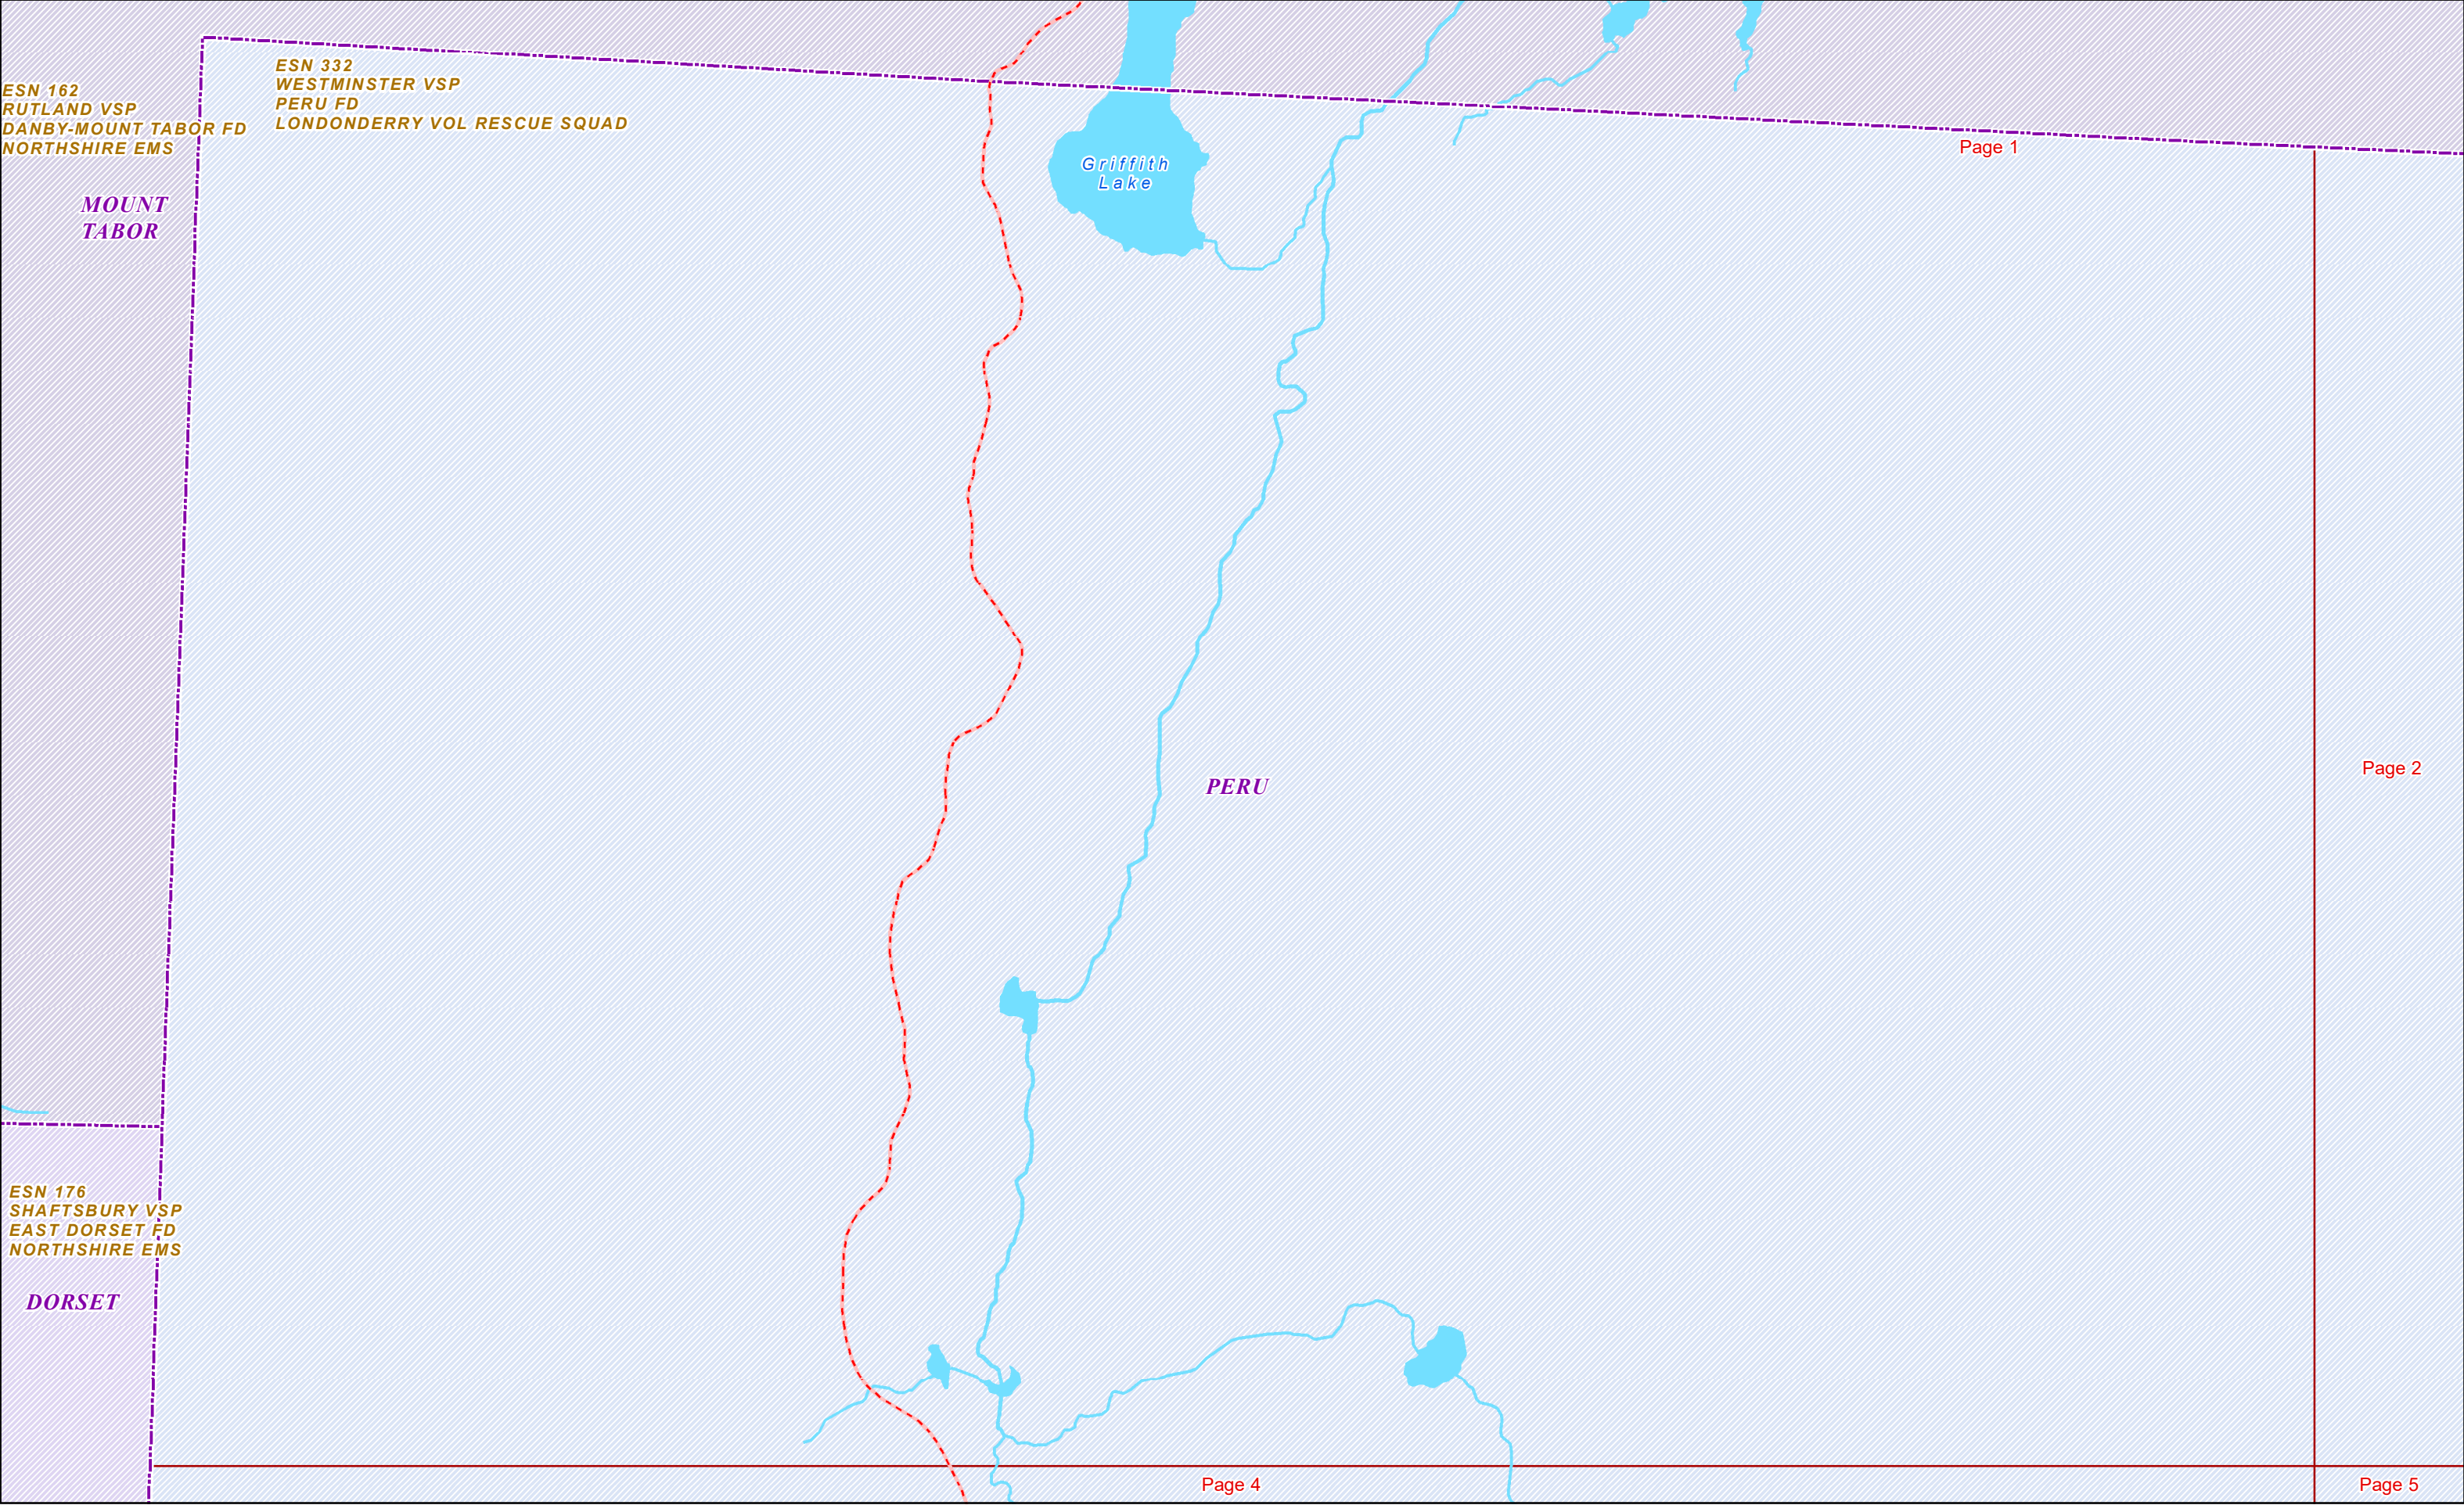 ESN 332
WESTMINSTER VSP
PERU FD
LONDONDERRY VOL RESCUE SQUAD
ESN 162
RUTLAND VSP
DANBY-MOUNT TABOR FD
NORTHSHIRE EMS
Page 1
Griffith
Lake
MOUNT
TABOR
Page 2
PERU
ESN 176
SHAFTSBURY VSP
EAST DORSET FD
NORTHSHIRE EMS
DORSET
Page 4
Page 5